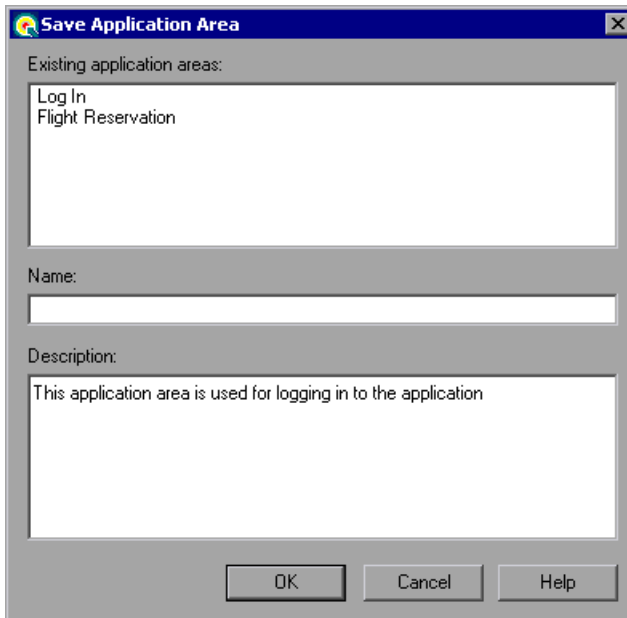 Save Application Area
Existing application areas:
Log In
Flight Reservation
Name:
Description:
This application area is used for logging in to the application
OK
Cancel
Help